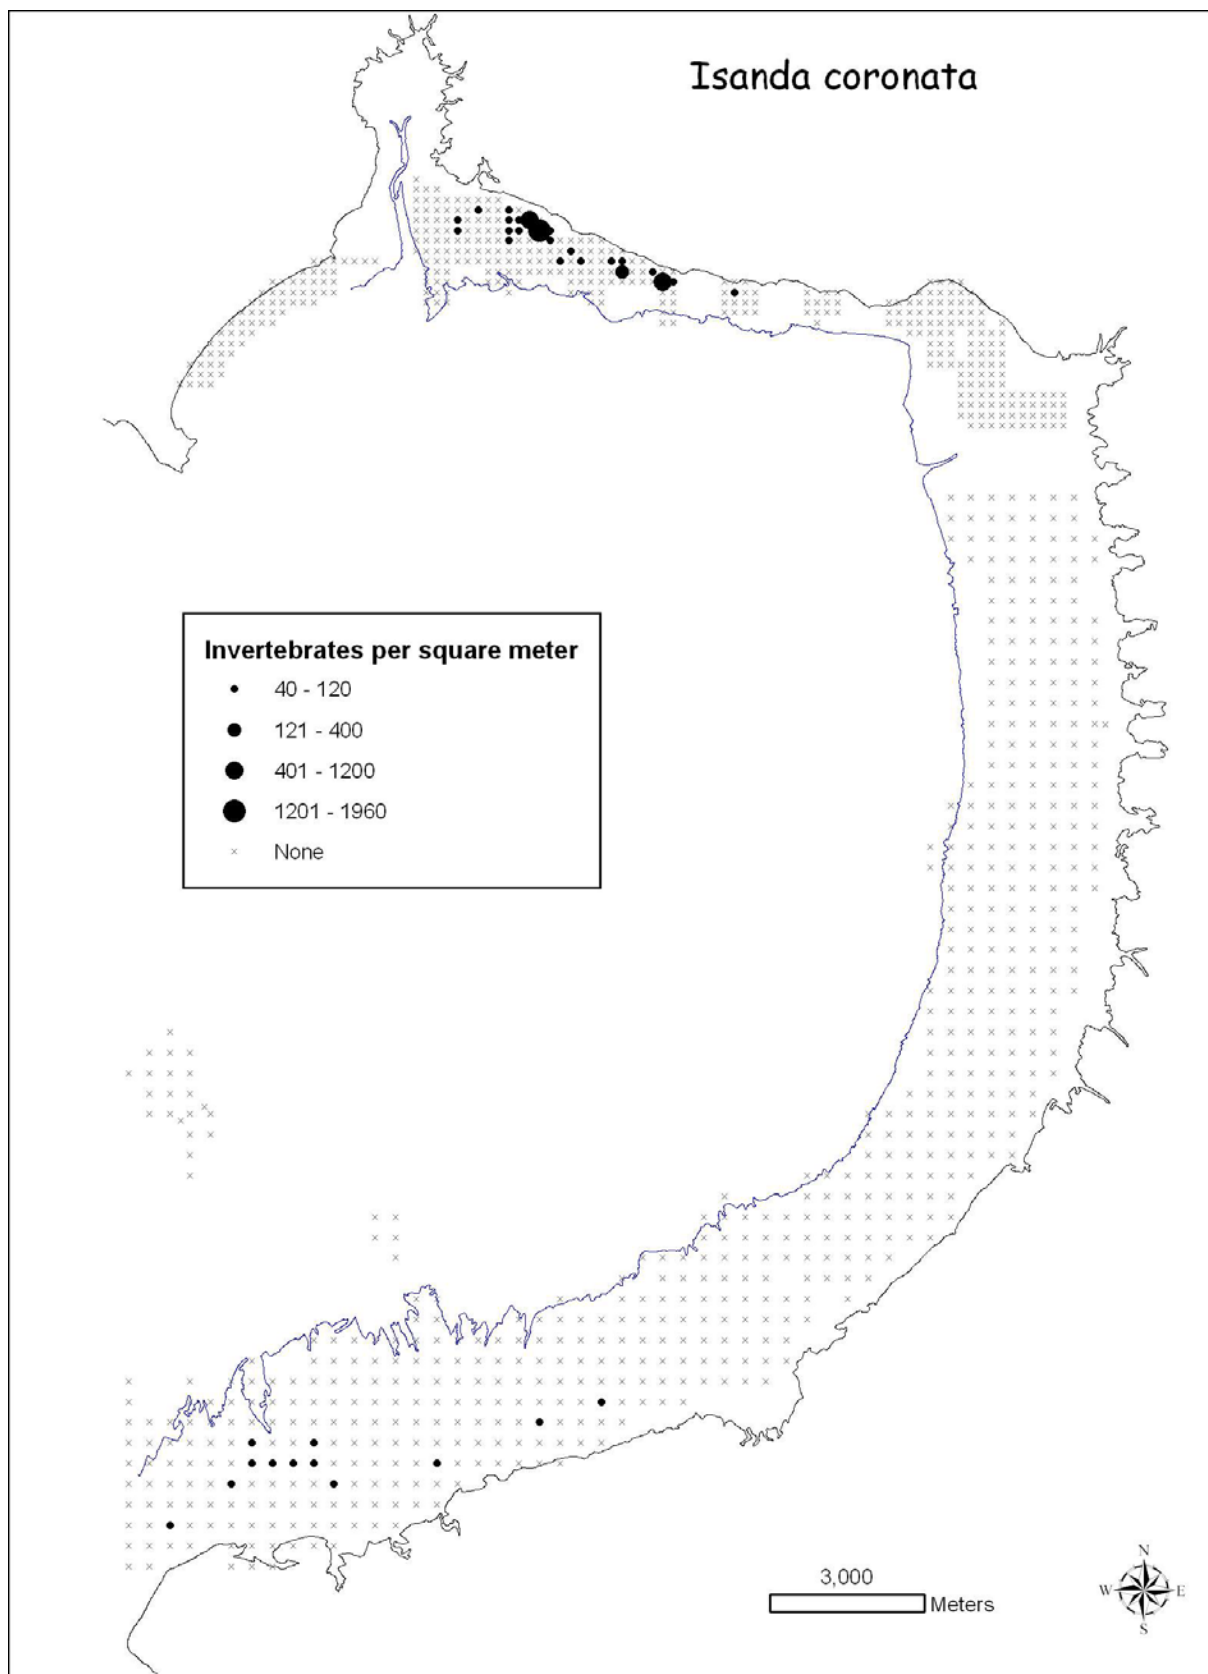 Isanda coronata
Invertebrates per square meter
40 - 120
121 - 400
401 - 1200
1201 - 1960
None
3,000
Meters
N
W E
S